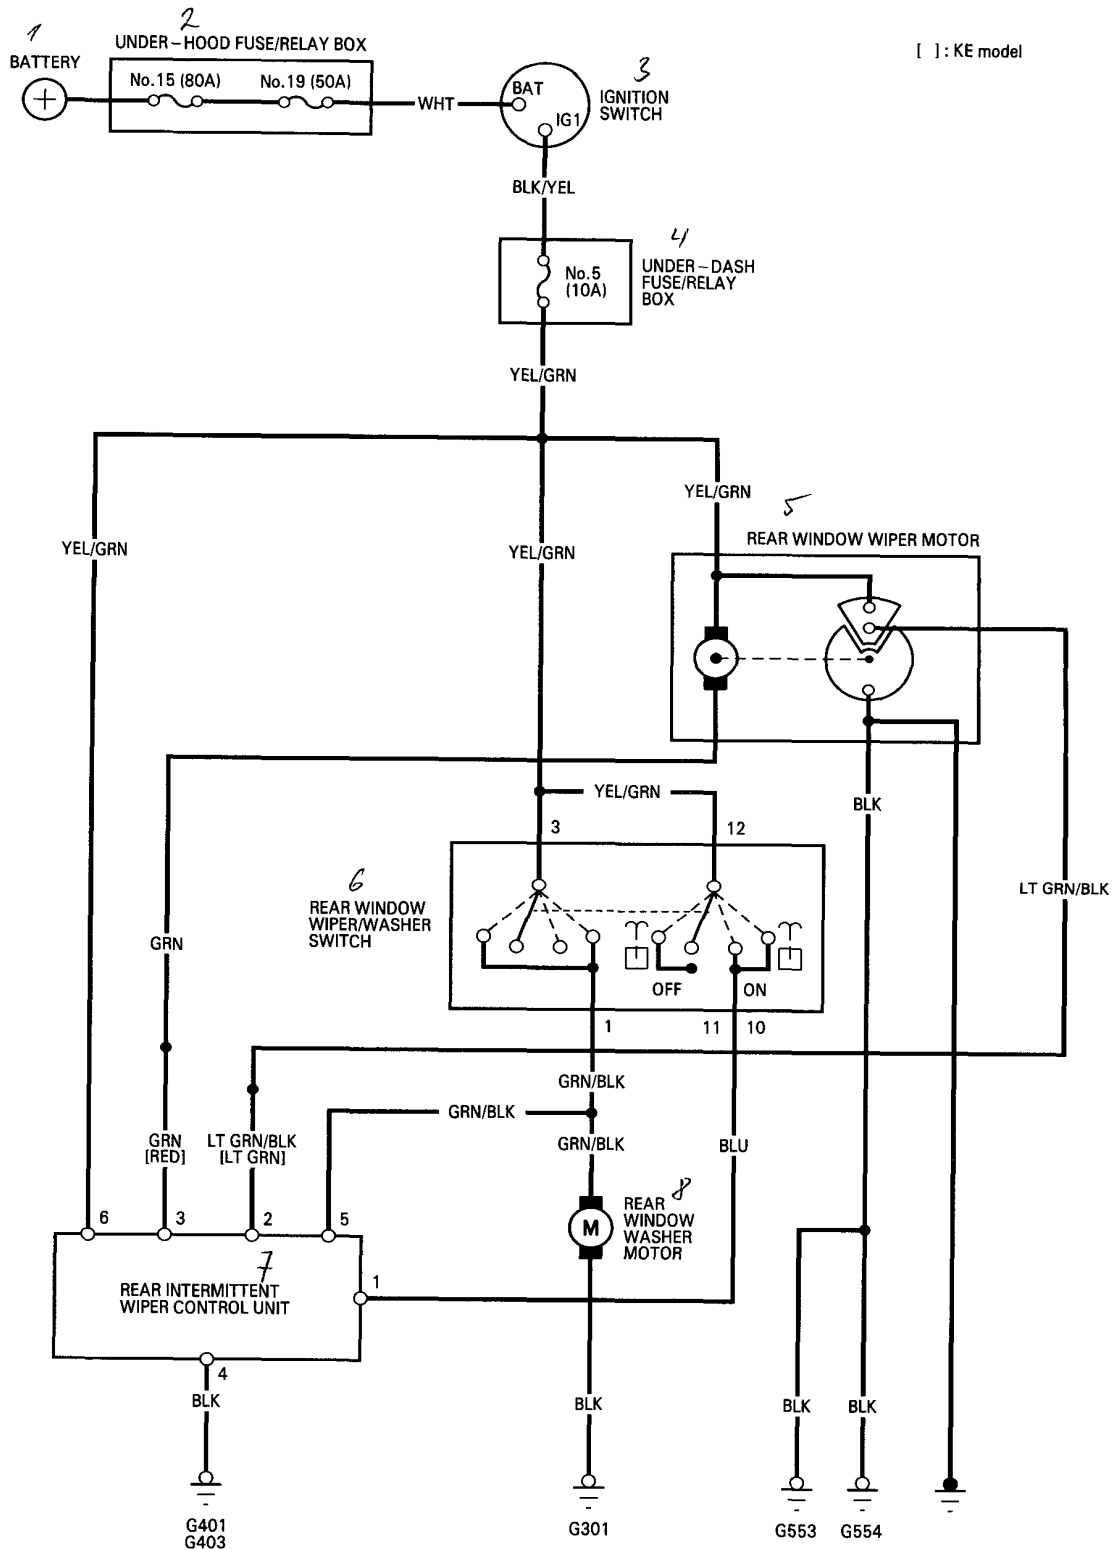 1
BATTERY
2
UNDER-HOOD FUSE/RELAY BOX
No.15 (80A)
No.19 (50A)
WHT
BAT
IG1
3
IGNITION
SWITCH
[ ]: KE model
BLK/YEL
No.5
(10A)
4
UNDER-DASH
FUSE/RELAY
BOX
YEL/GRN
YEL/GRN
YEL/GRN
YEL/GRN
5
REAR WINDOW WIPER MOTOR
YEL/GRN
BLK
3
12
LT GRN/BLK
6
REAR WINDOW
WIPER/WASHER
SWITCH
GRN
OFF
ON
1
11
10
GRN/BLK
GRN/BLK
GRN/BLK
BLU
GRN
[RED]
LT GRN/BLK
[LT GRN]
6
3
2
5
8
REAR
WINDOW
WASHER
MOTOR
M
7
REAR INTERMITTENT
WIPER CONTROL UNIT
1
4
BLK
BLK
BLK
BLK
G401
G403
G301
G553
G554